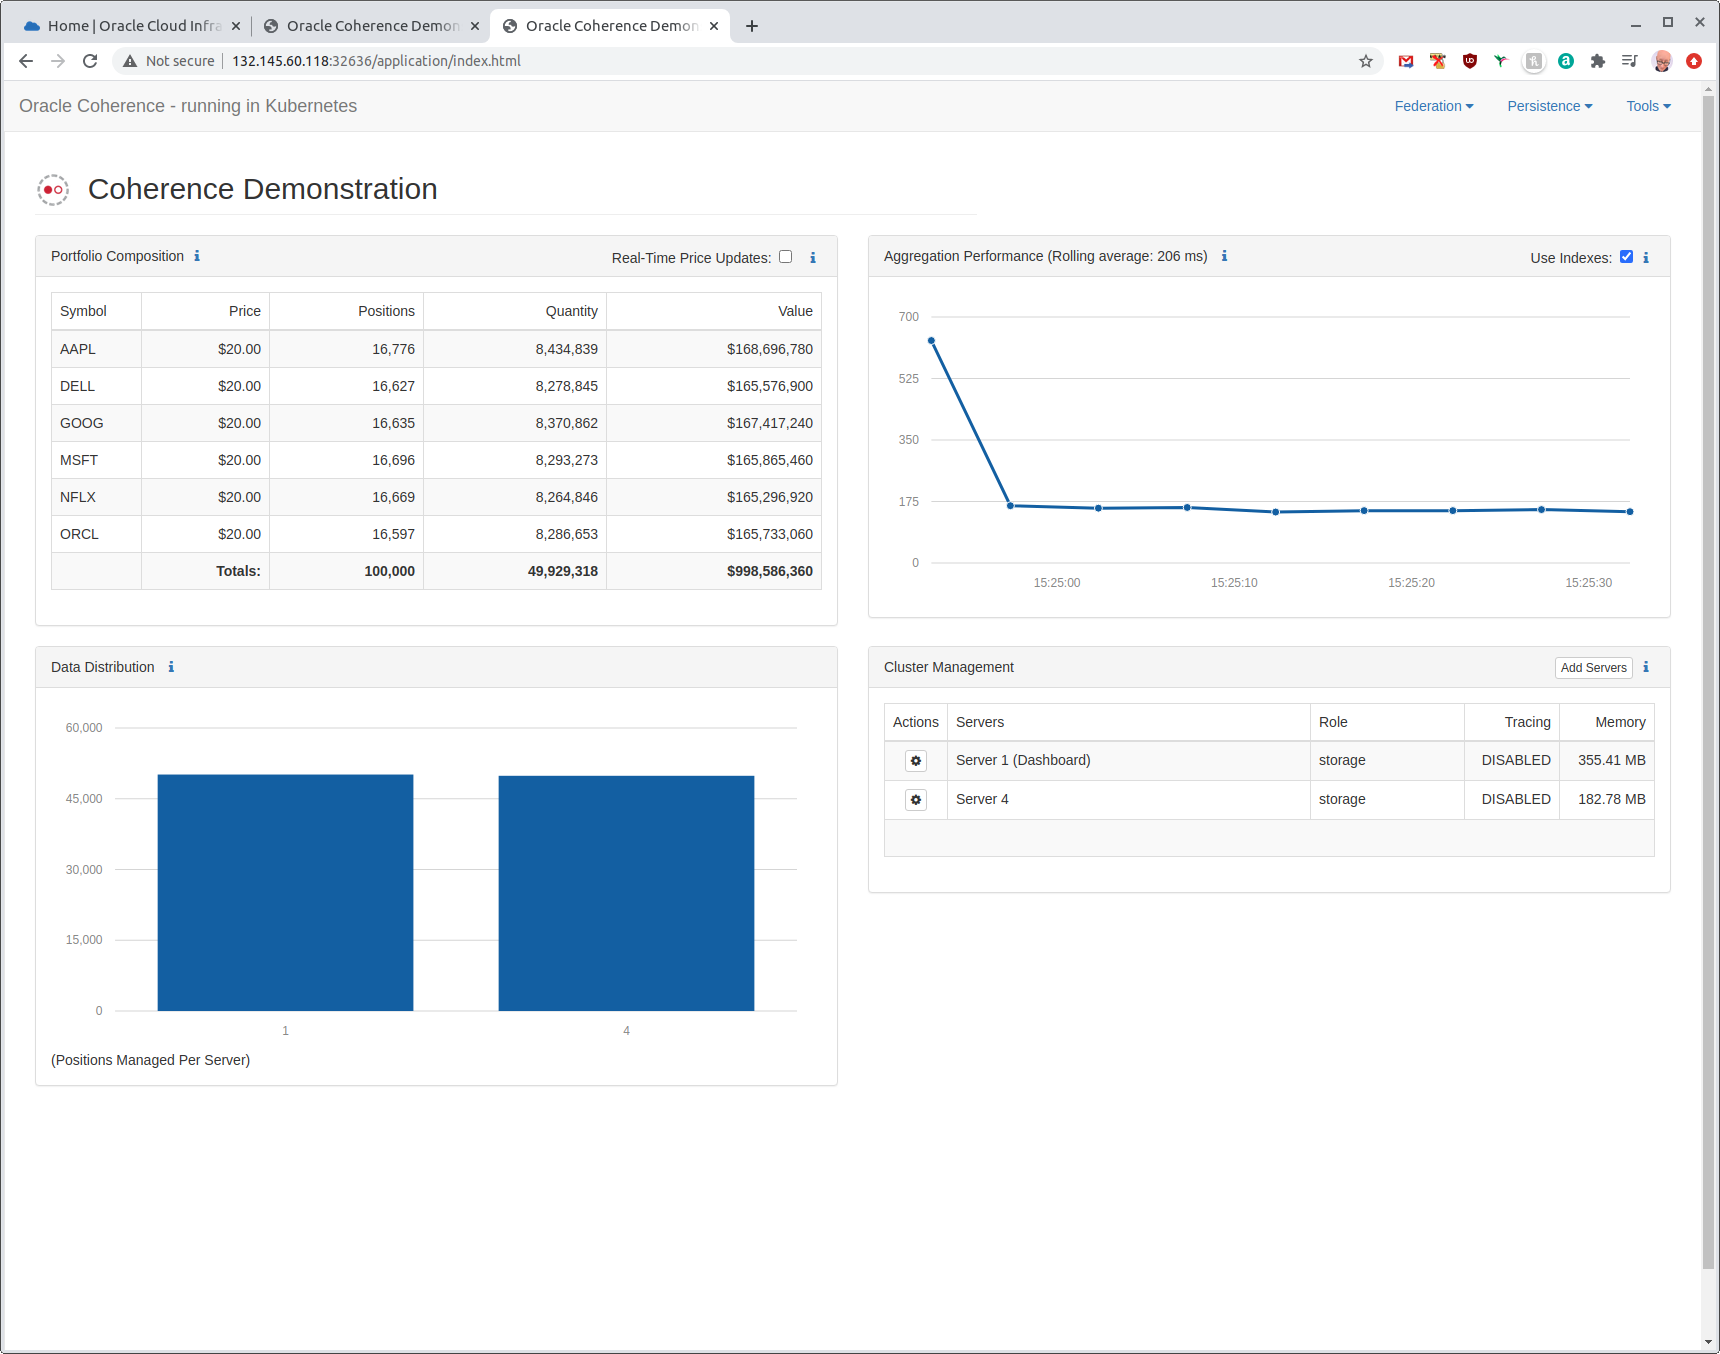 Home | Oracle Cloud Infra
Oracle Coherence Demon
Oracle Coherence Demon
Not secure
132.145.60.118:32636/application/index.html
Oracle Coherence - running in Kubernetes
Federation
Persistence
Tools
Coherence Demonstration
Portfolio Composition
Real-Time Price Updates:
Symbol Price Positions Quantity Value
AAPL $20.00 16,776 8,434,839 $168,696,780
DELL $20.00 16,627 8,278,845 $165,576,900
GOOG $20.00 16,635 8,370,862 $167,417,240
MSFT $20.00 16,696 8,293,273 $165,865,460
NFLX $20.00 16,669 8,264,846 $165,296,920
ORCL $20.00 16,597 8,286,653 $165,733,060
Totals: 100,000 49,929,318 $998,586,360
Aggregation Performance (Rolling average: 206 ms)
Use Indexes:
700
525
350
175
0
15:25:00 15:25:10 15:25:20 15:25:30
Data Distribution
60,000
45,000
30,000
15,000
0
1 4
(Positions Managed Per Server)
Cluster Management
Add Servers
Actions Servers Role Tracing Memory
Server 1 (Dashboard) storage DISABLED 355.41 MB
Server 4 storage DISABLED 182.78 MB